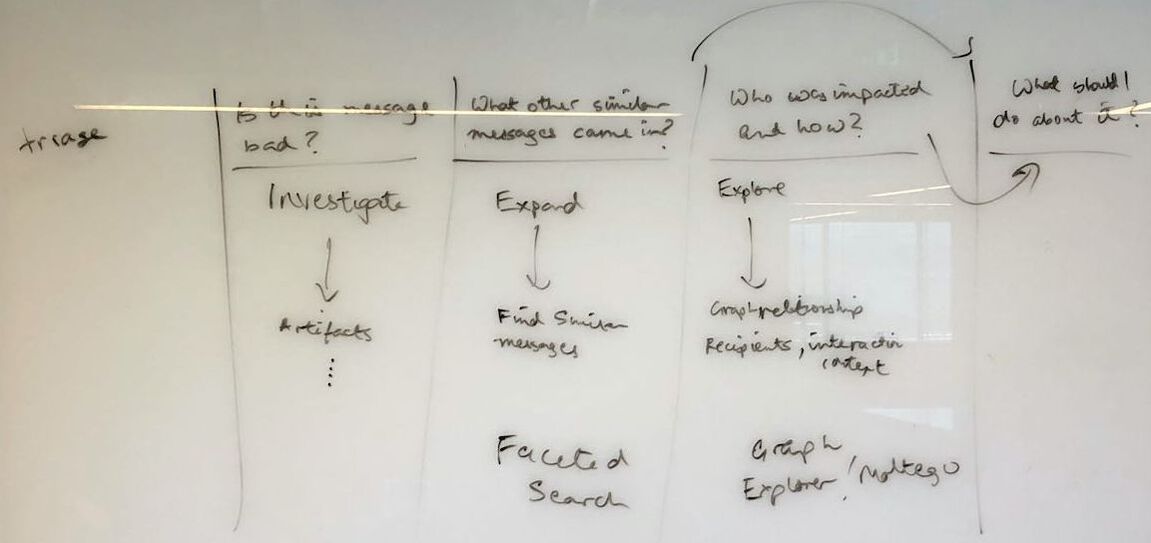 triage
Is this message
bad?
Investigate
Artifacts
What other similar
messages came in?
Expand
Find Similar
messages
Faceted
Search
Who was impacted
and how?
Explore
Graph relationship
Recipients, interaction
context
Graph
Explorer / Maltego
What should I
do about it?